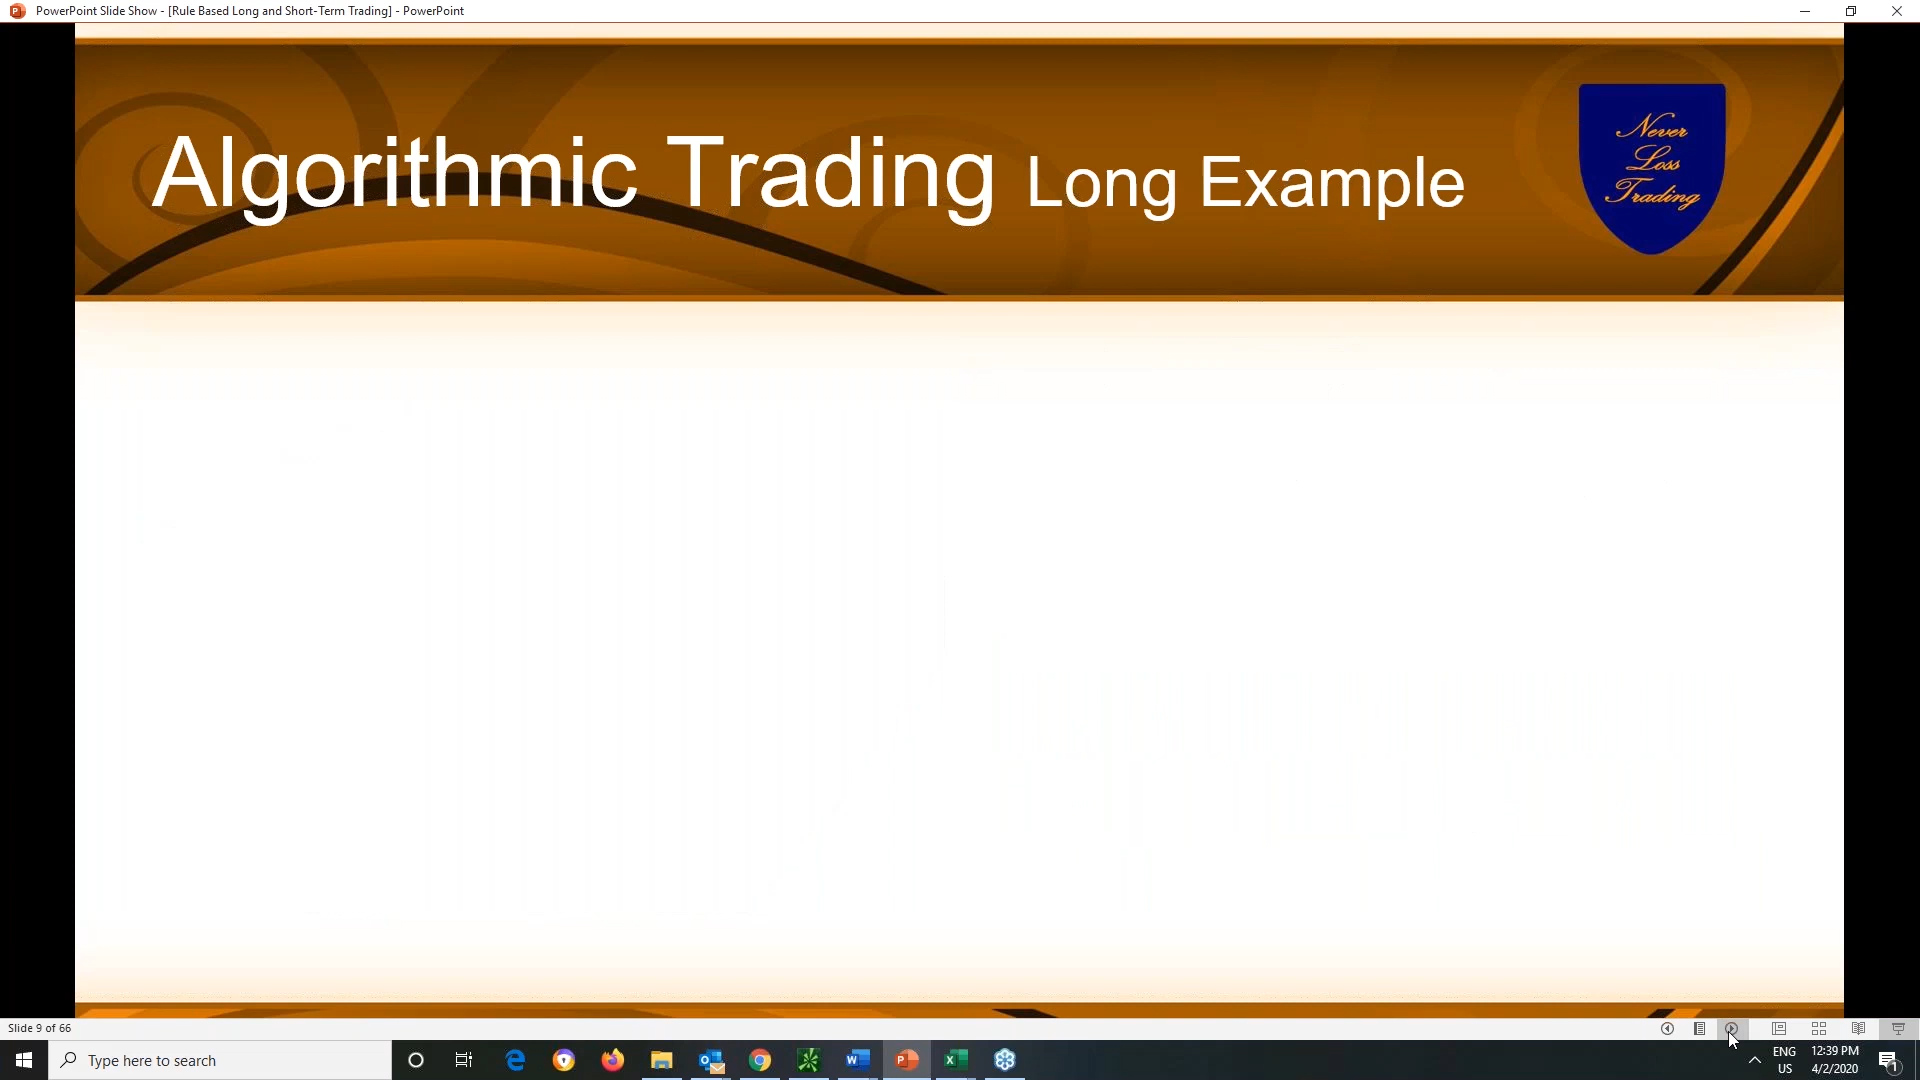 PowerPoint Slide Show - [Rule Based Long and Short-Term Trading] - PowerPoint
Algorithmic Trading Long Example
Never
Loss
Trading
Slide 9 of 66
Type here to search
ENG
US
12:39 PM
4/2/2020
1